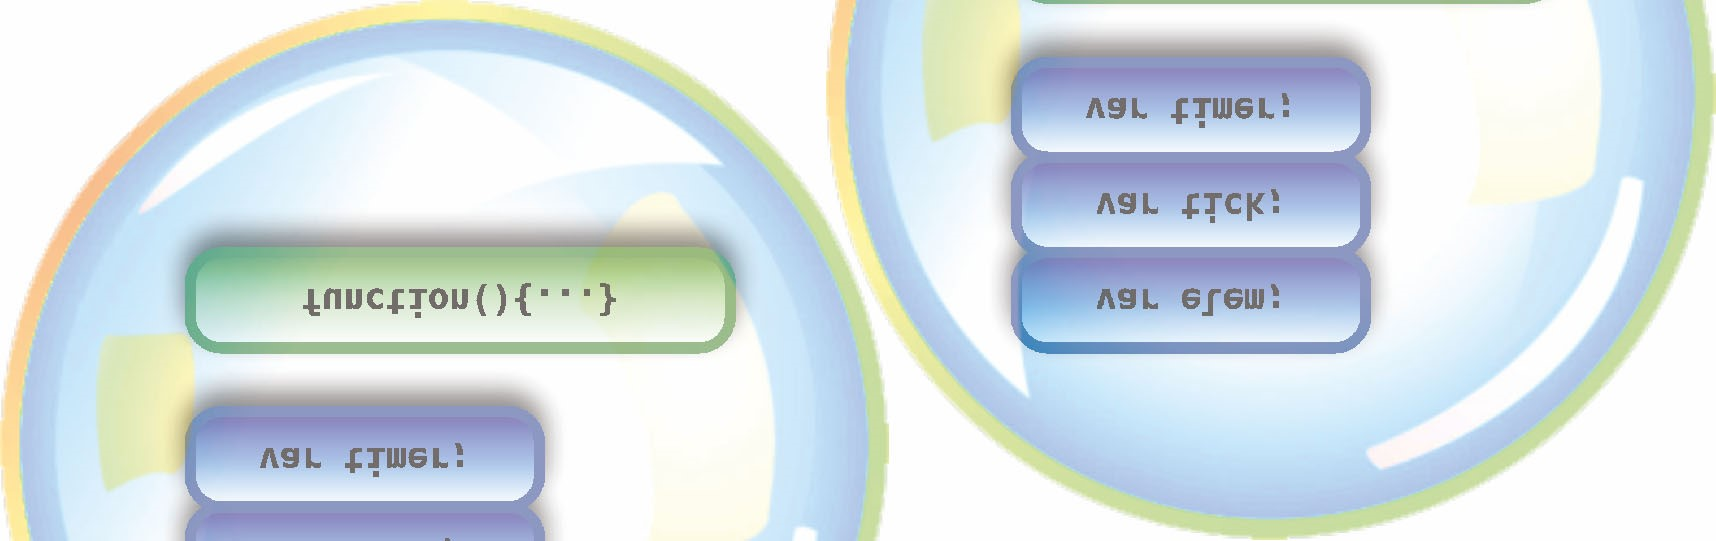 function(){...}
var timer;
var timer;
var tick;
var elem;